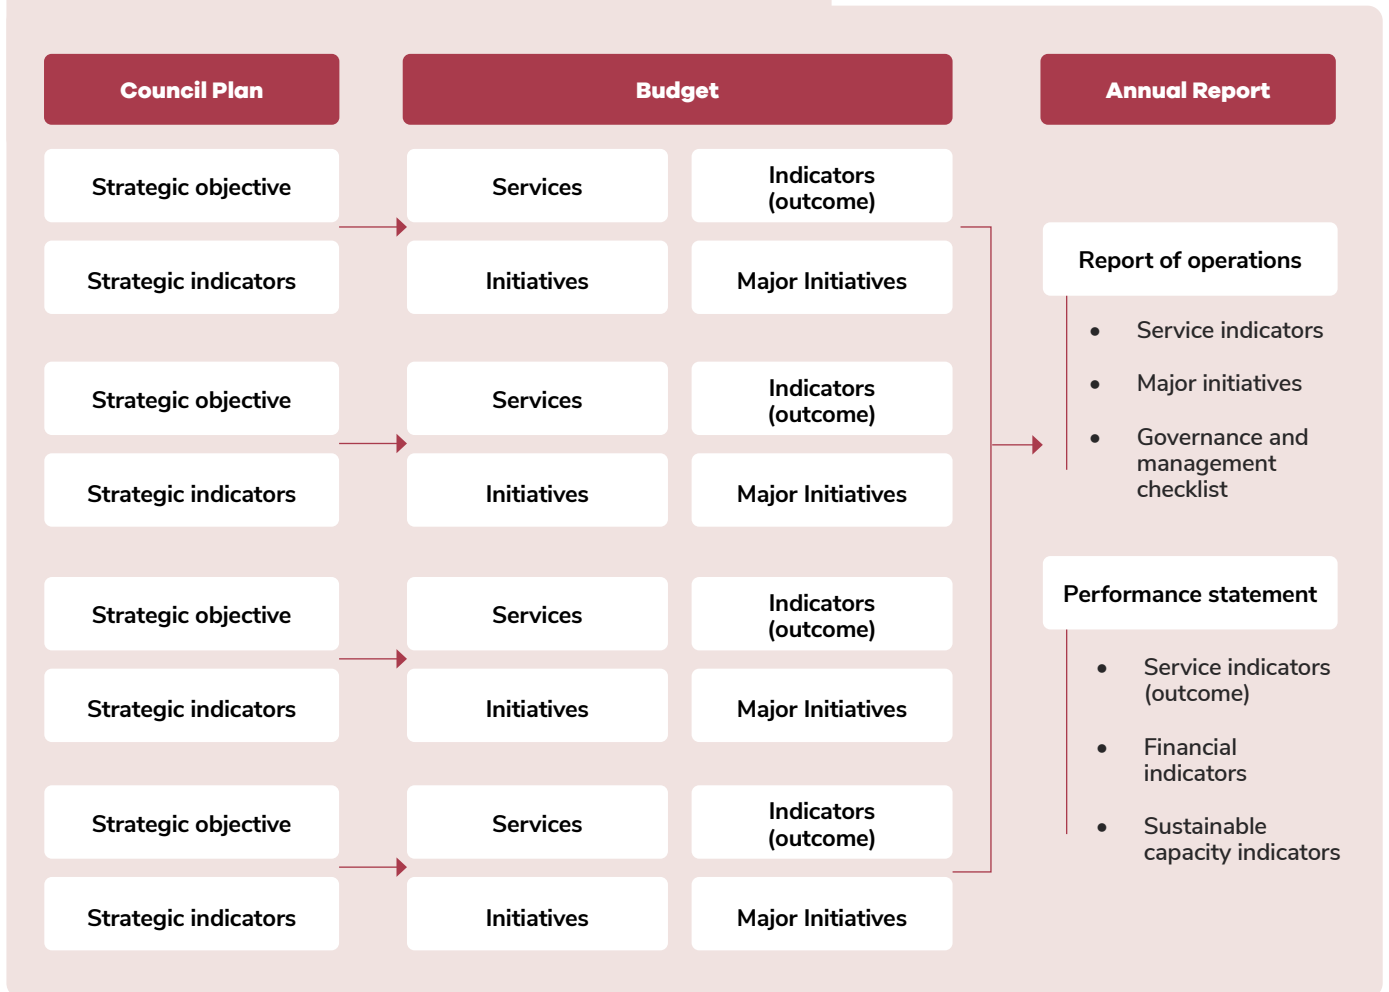 Council Plan
Budget
Annual Report
Strategic objective
Services
Indicators
(outcome)
Strategic indicators
Initiatives
Major Initiatives
Strategic objective
Services
Indicators
(outcome)
Strategic indicators
Initiatives
Major Initiatives
Strategic objective
Services
Indicators
(outcome)
Strategic indicators
Initiatives
Major Initiatives
Strategic objective
Services
Indicators
(outcome)
Strategic indicators
Initiatives
Major Initiatives
Report of operations
• Service indicators
• Major initiatives
• Governance and
management
checklist
Performance statement
• Service indicators
(outcome)
• Financial
indicators
• Sustainable
capacity indicators